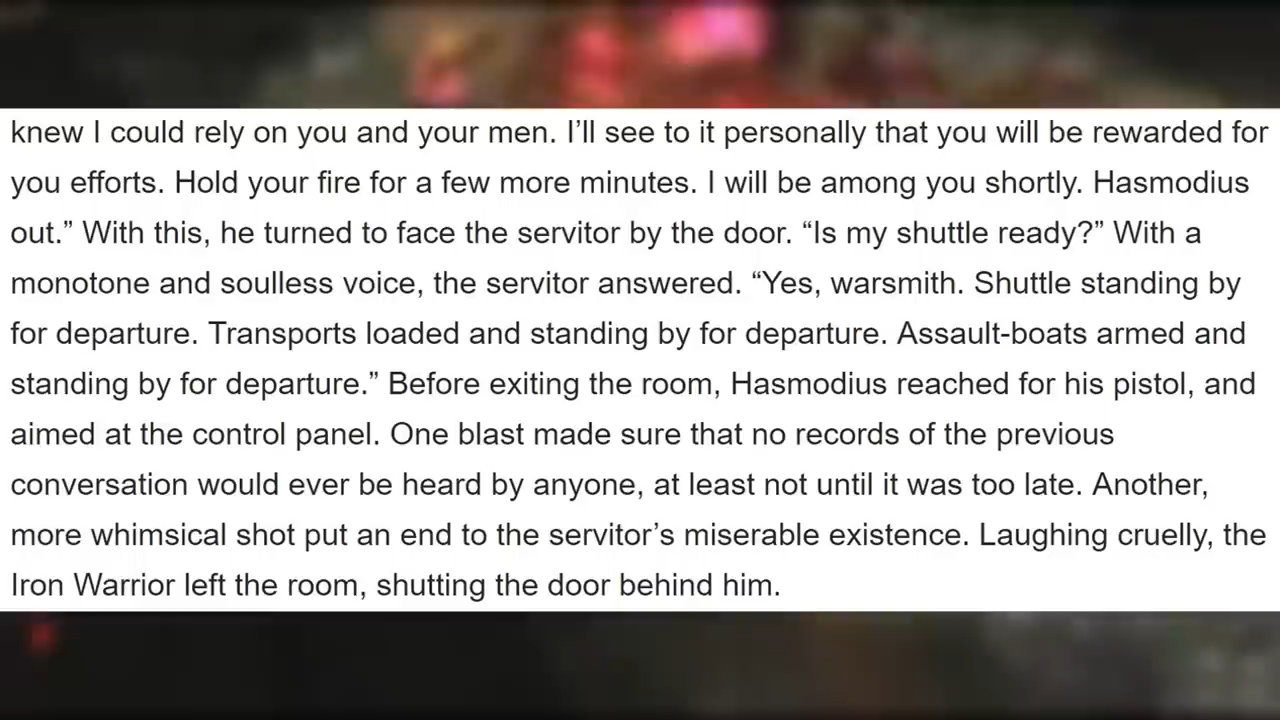 knew I could rely on you and your men. I’ll see to it personally that you will be rewarded for
you efforts. Hold your fire for a few more minutes. I will be among you shortly. Hasmodius
out.” With this, he turned to face the servitor by the door. “Is my shuttle ready?” With a
monotone and soulless voice, the servitor answered. “Yes, warsmith. Shuttle standing by
for departure. Transports loaded and standing by for departure. Assault-boats armed and
standing by for departure.” Before exiting the room, Hasmodius reached for his pistol, and
aimed at the control panel. One blast made sure that no records of the previous
conversation would ever be heard by anyone, at least not until it was too late. Another,
more whimsical shot put an end to the servitor’s miserable existence. Laughing cruelly, the
Iron Warrior left the room, shutting the door behind him.